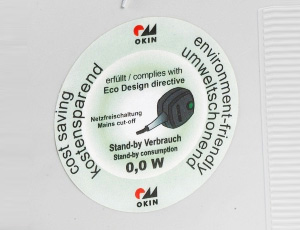 OKIN
erfüllt / complies with
Eco Design directive
Netzfreischaltung
Mains cut-off
Stand-by Verbrauch
Stand-by consumption
0,0 W
OKIN
cost saving
kostensparend
environment-friendly
umweltschonend